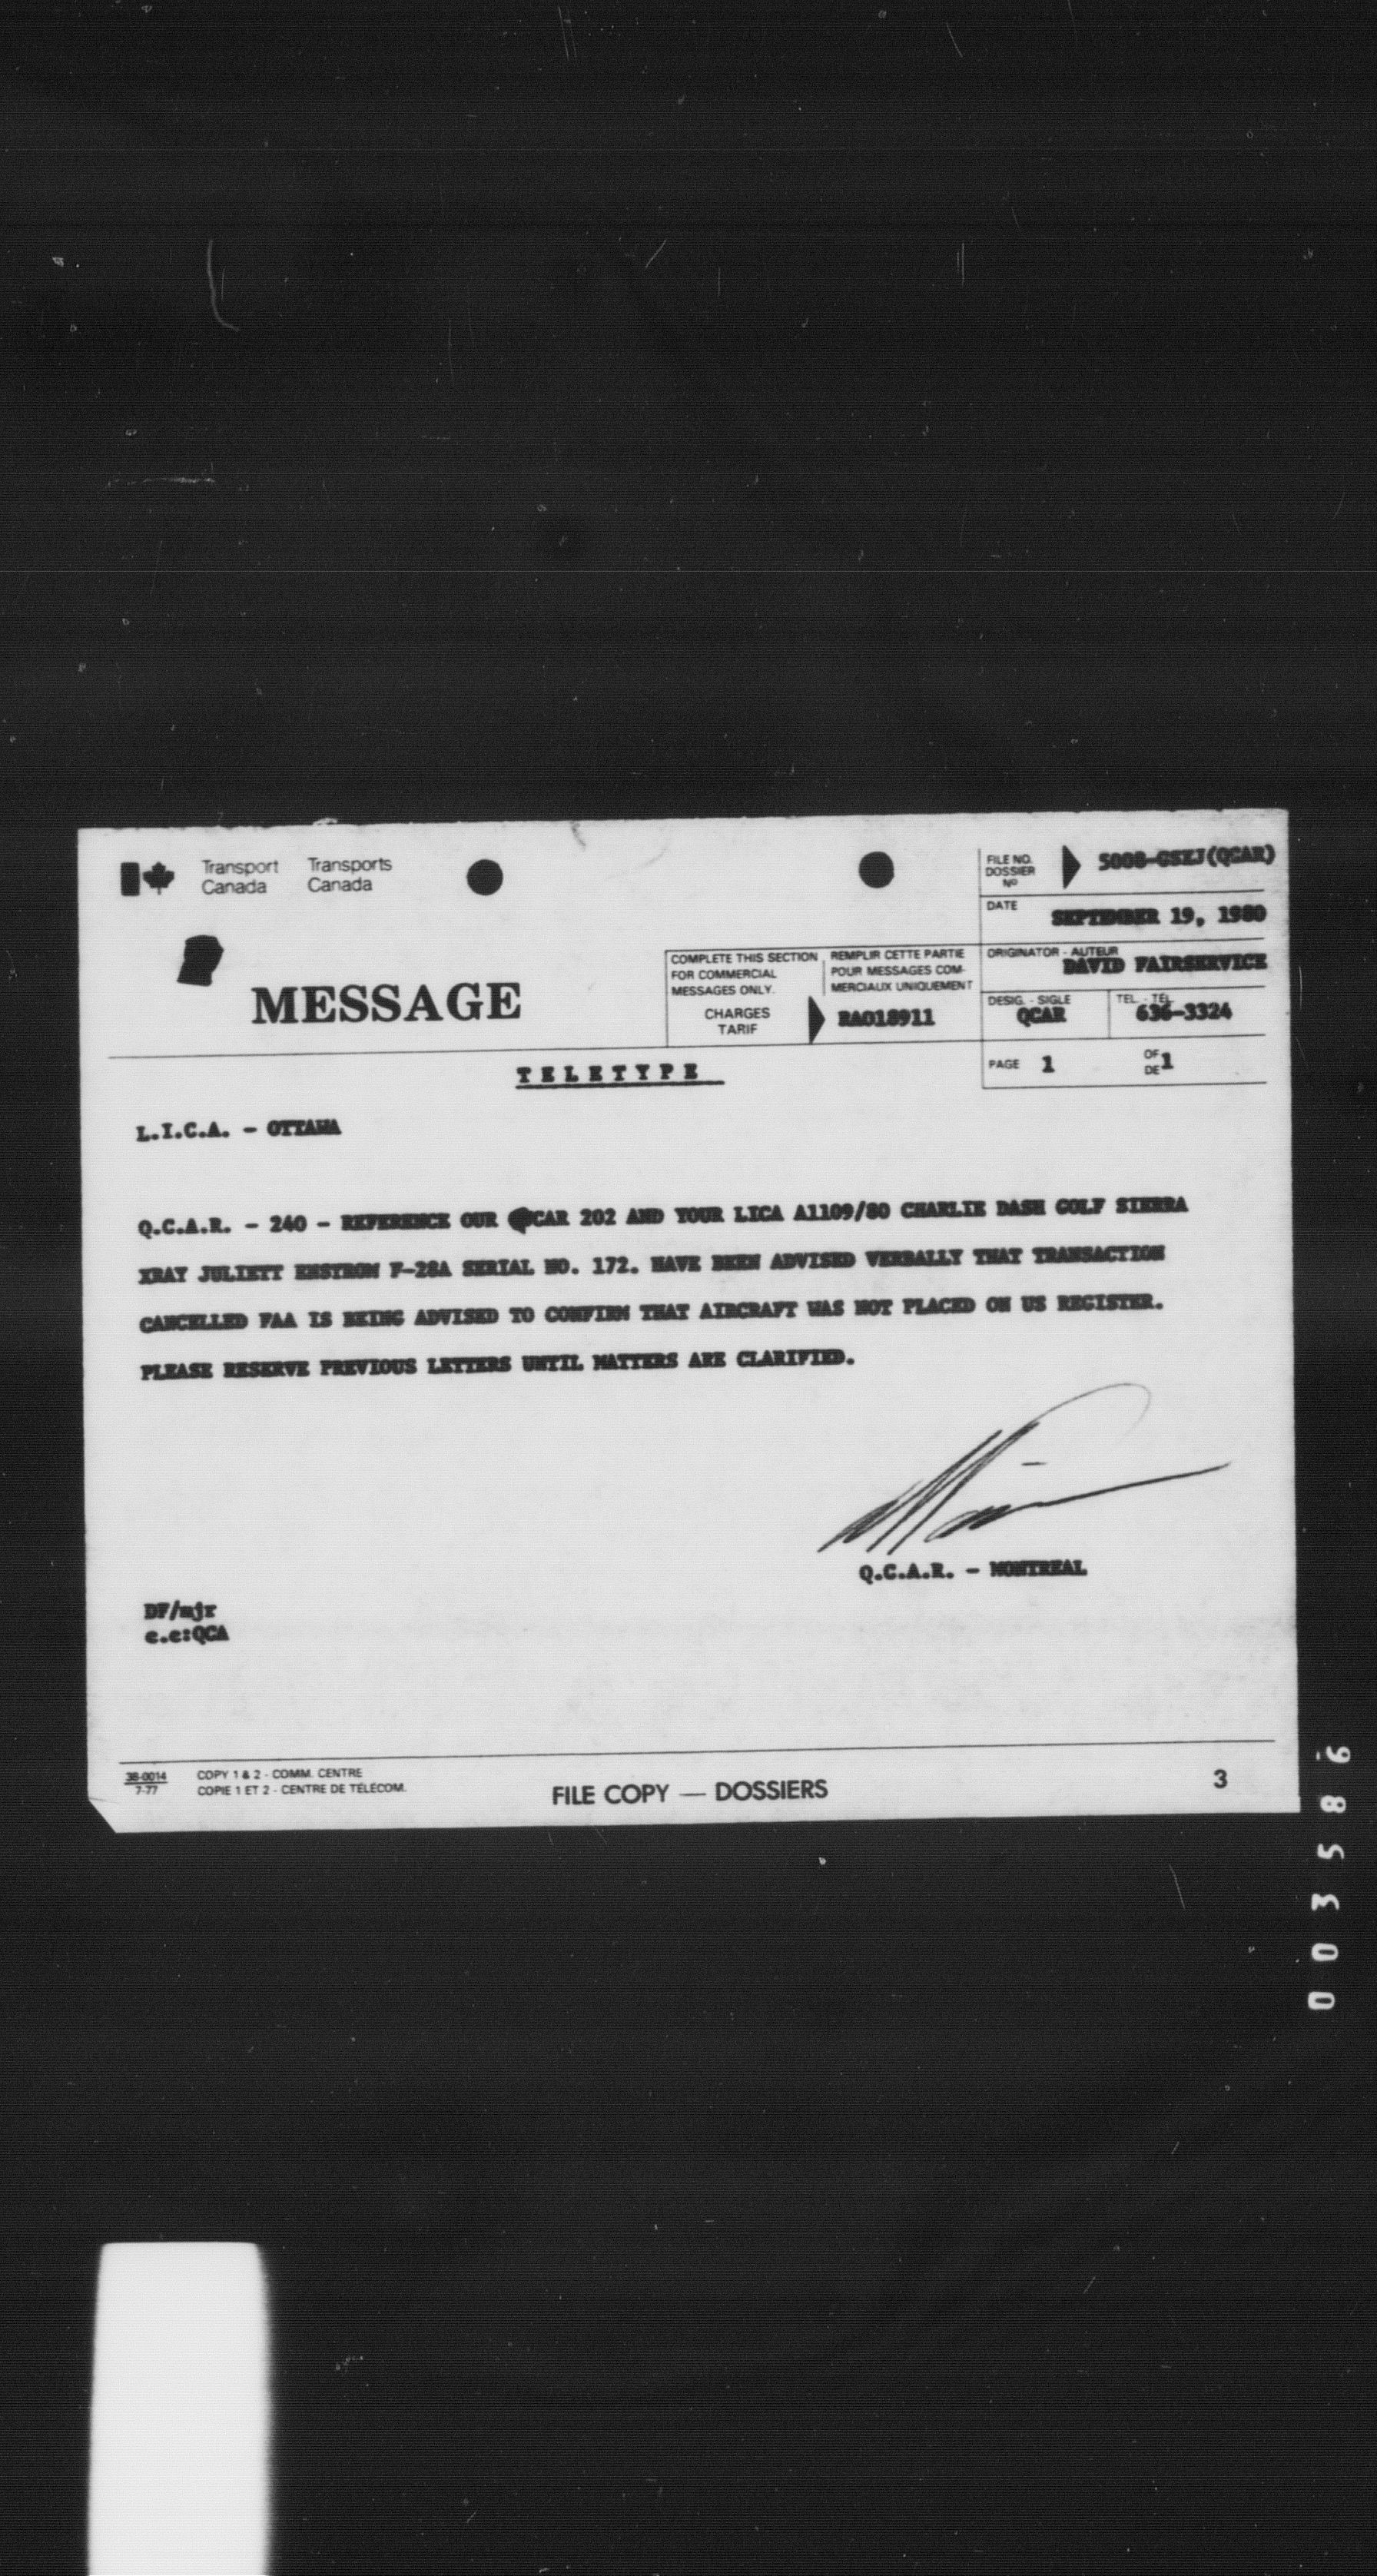 Transport Canada
Transports Canada
FILE NO. DOSSIER Nº 5008-GSXJ(QCAR)
DATE SEPTEMBER 19, 1980
MESSAGE
COMPLETE THIS SECTION FOR COMMERCIAL MESSAGES ONLY.
REMPLIR CETTE PARTIE POUR MESSAGES COM-MERCIAUX UNIQUEMENT
CHARGES TARIF RA018911
ORIGINATOR - AUTEUR DAVID FAIRSERVICE
DESIG. - SIGLE QCAR
TEL. - TÉL. 636-3324
PAGE 1 OF DE 1
TELETYPE
L.I.C.A. - OTTAWA
Q.C.A.R. - 240 - REFERENCE OUR QCAR 202 AND YOUR LICA A1109/80 CHARLIE DASH GOLF SIERRA
XRAY JULIETT ENSTROM F-28A SERIAL NO. 172. HAVE BEEN ADVISED VERBALLY THAT TRANSACTION
CANCELLED FAA IS BEING ADVISED TO CONFIRM THAT AIRCRAFT WAS NOT PLACED ON US REGISTER.
PLEASE RESERVE PREVIOUS LETTERS UNTIL MATTERS ARE CLARIFIED.
Q.C.A.R. - MONTREAL
DF/mjr
c.c:QCA
38-0014
7-77
COPY 1 & 2 - COMM. CENTRE
COPIE 1 ET 2 - CENTRE DE TÉLÉCOM.
FILE COPY — DOSSIERS
3
003586